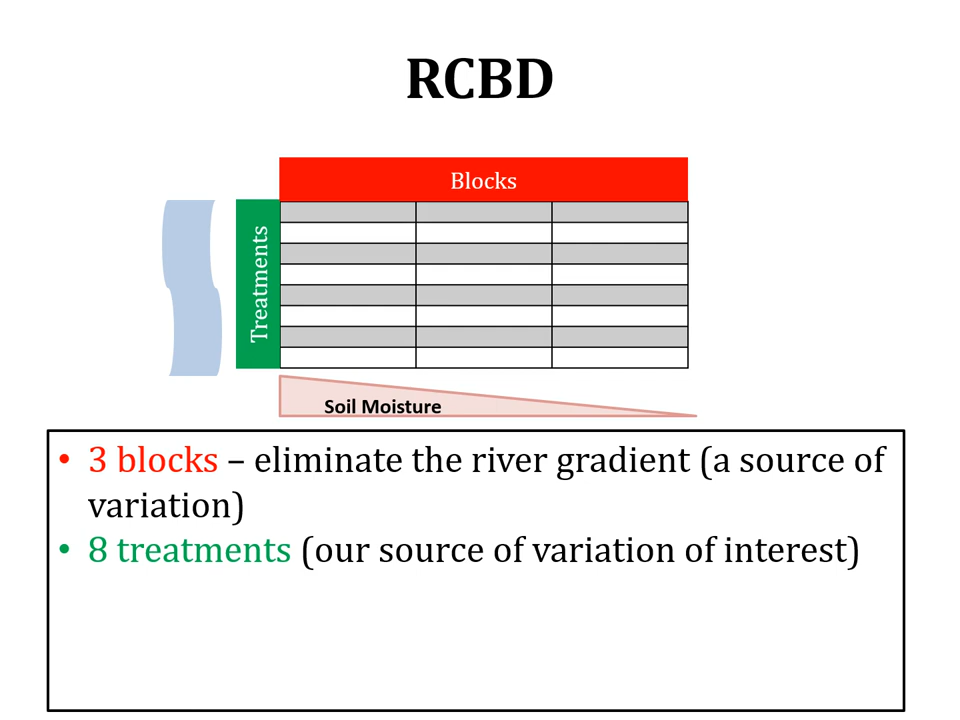 RCBD
Blocks
Treatments
Soil Moisture
• 3 blocks – eliminate the river gradient (a source of
variation)
• 8 treatments (our source of variation of interest)